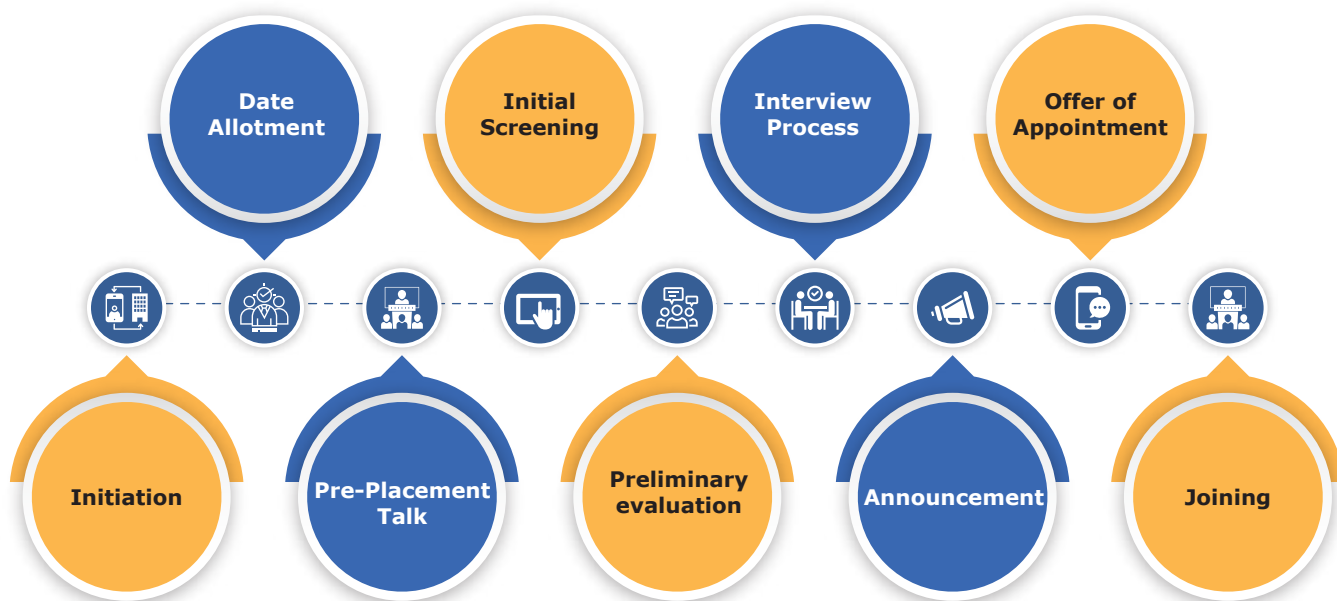 Date
Allotment
Initial
Screening
Interview
Process
Offer of
Appointment
Initiation
Pre-Placement
Talk
Preliminary
evaluation
Announcement
Joining